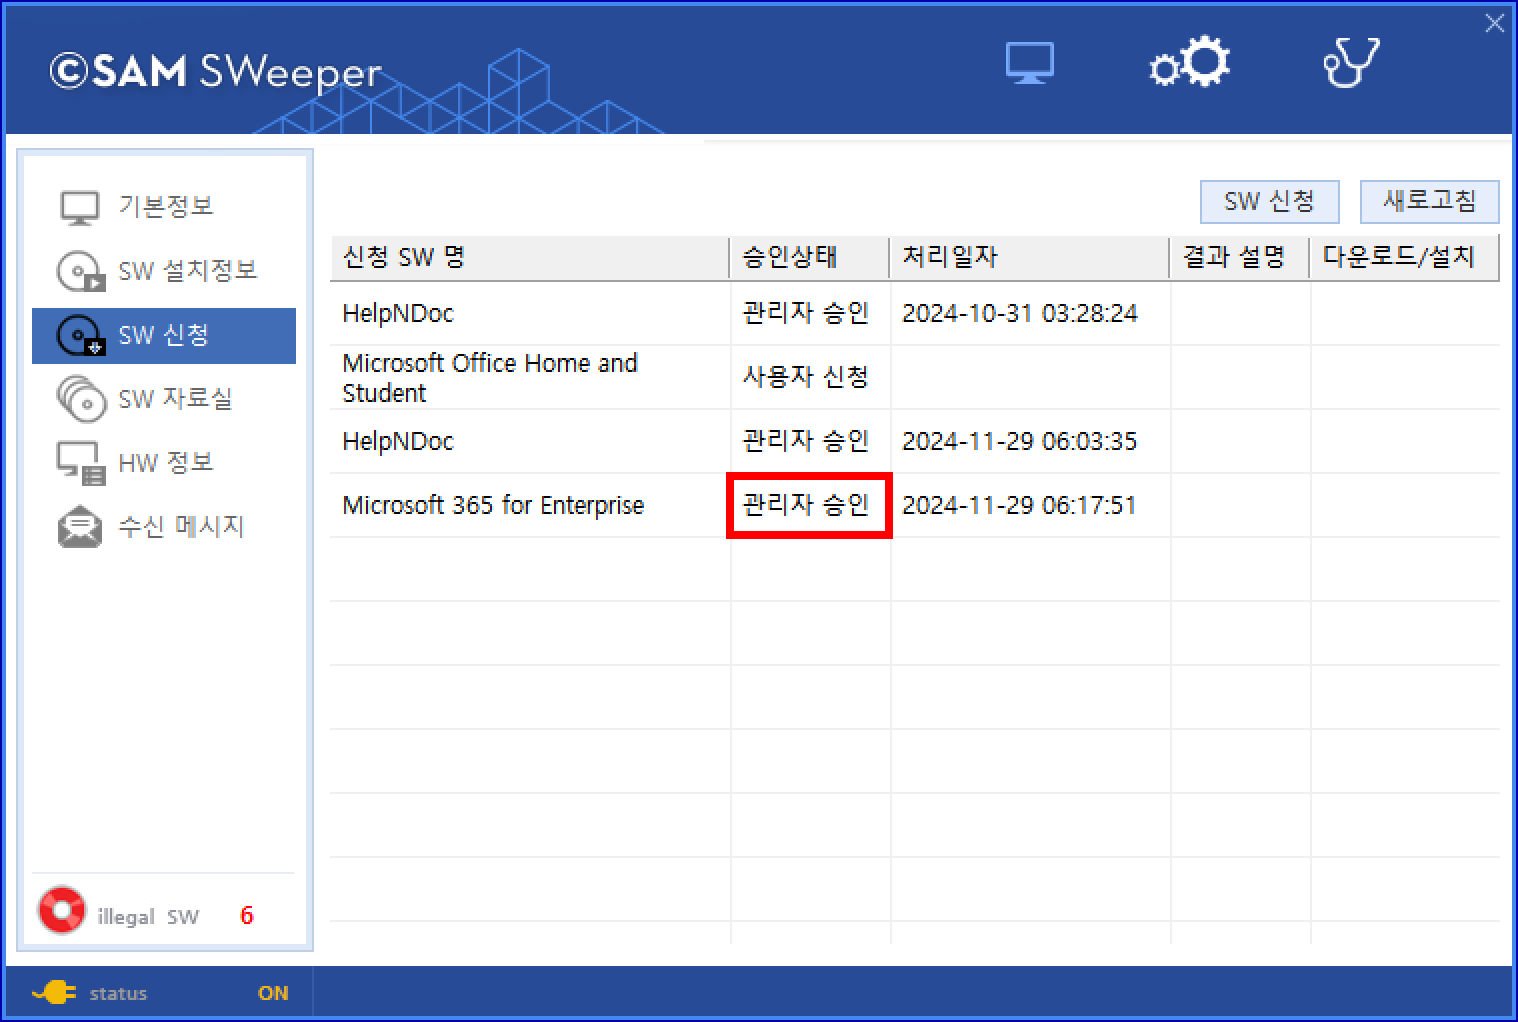 ©SAM SWeeper
기본정보
SW 설치정보
SW 신청
SW 자료실
HW 정보
수신 메시지
illegal SW 6
status ON
SW 신청 새로고침
신청 SW 명 승인상태 처리일자 결과 설명 다운로드/설치
HelpNDoc 관리자 승인 2024-10-31 03:28:24
Microsoft Office Home and
Student 사용자 신청
HelpNDoc 관리자 승인 2024-11-29 06:03:35
Microsoft 365 for Enterprise 관리자 승인 2024-11-29 06:17:51